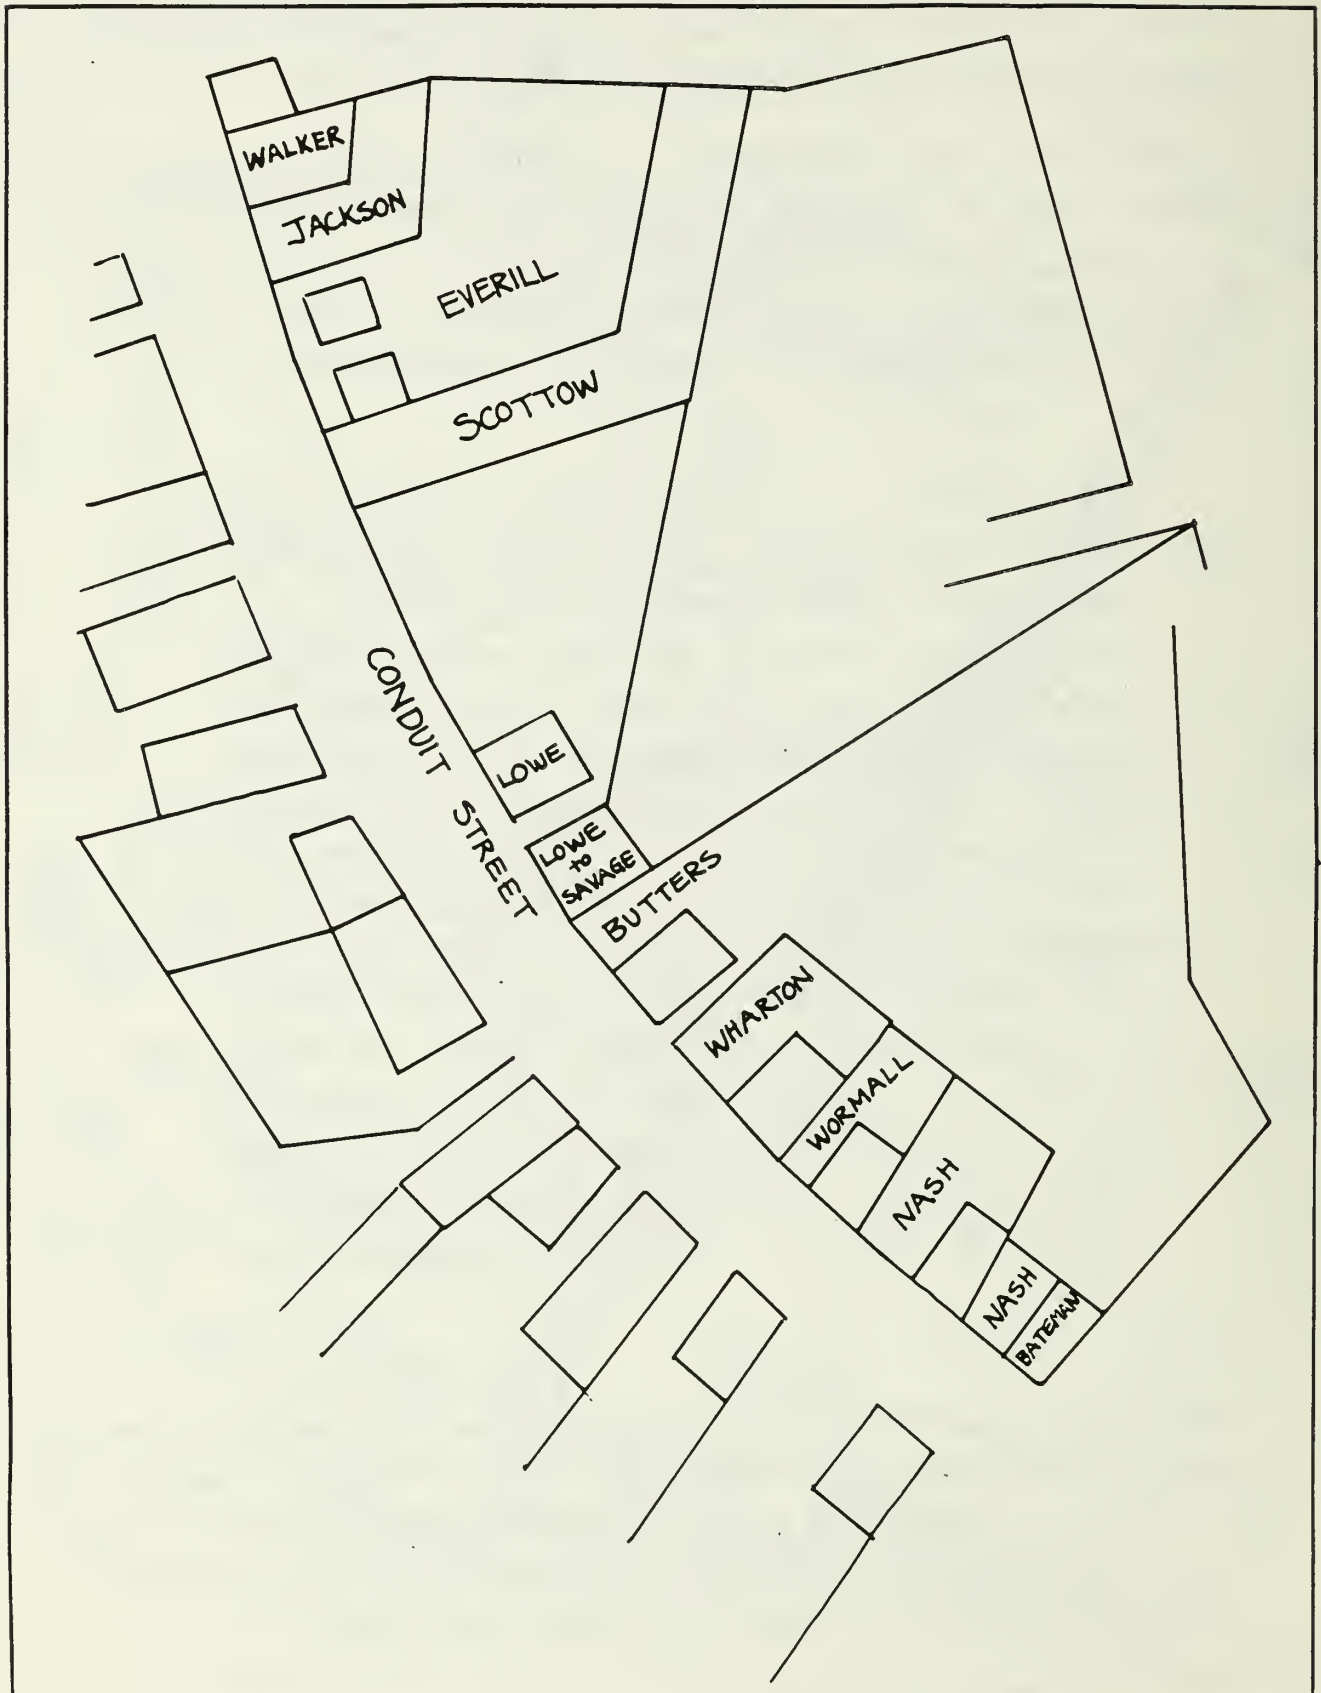 WALKER
JACKSON
EVERILL
SCOTTOW
CONDUIT STREET
LOWE
LOWE
to
SAVAGE
BUTTERS
WHARTON
WORMALL
NASH
NASH
BATEMAN